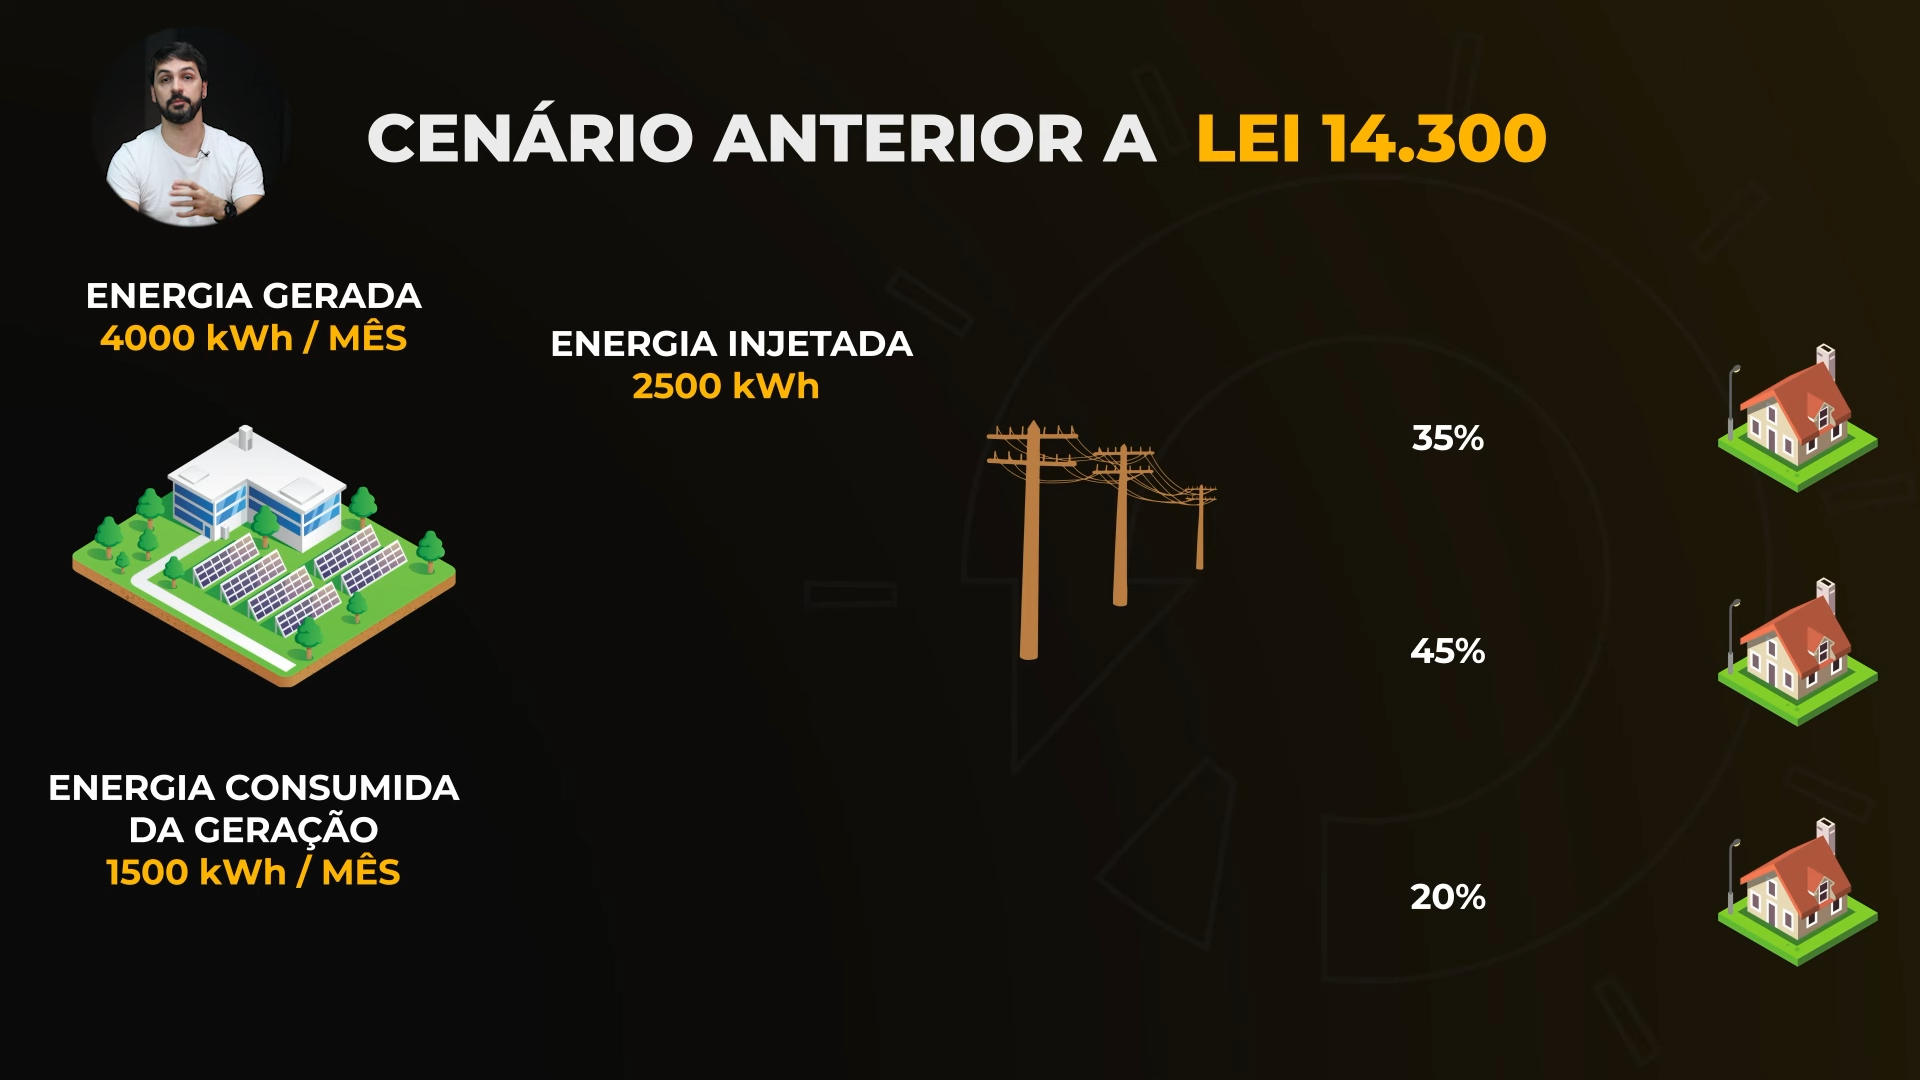 CENÁRIO ANTERIOR A LEI 14.300
ENERGIA GERADA
4000 kWh / MÊS
ENERGIA INJETADA
2500 kWh
35%
45%
ENERGIA CONSUMIDA
DA GERAÇÃO
1500 kWh / MÊS
20%